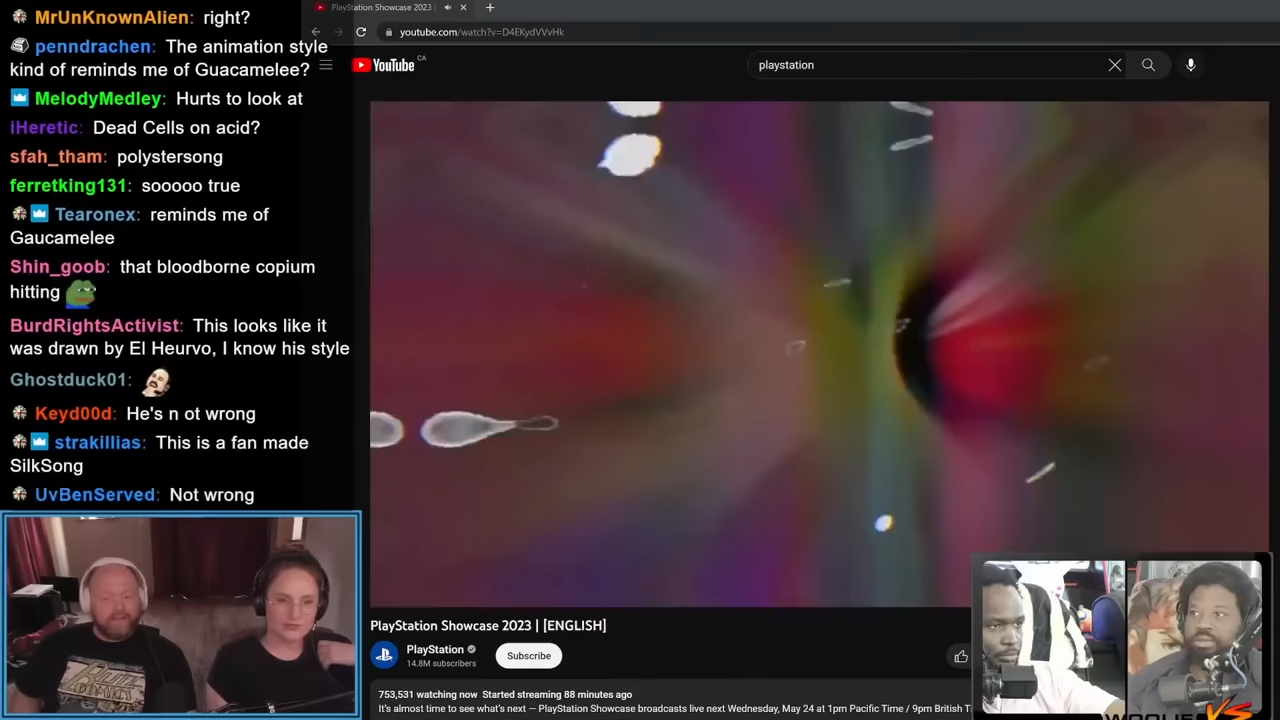 MrUnKnownAlien: right?
penndrachen: The animation style
kind of reminds me of Guacamelee?
MelodyMedley: Hurts to look at
iHeretic: Dead Cells on acid?
sfah_tham: polystersong
ferretking131: sooooo true
Tearonex: reminds me of
Gaucamelee
Shin_goob: that bloodborne copium
hitting
BurdRightsActivist: This looks like it
was drawn by El Heurvo, I know his style
Ghostduck01:
Keyd00d: He's n ot wrong
strakillias: This is a fan made
SilkSong
UvBenServed: Not wrong
PlayStation Showcase 2023 |
youtube.com/watch?v=D4EKydVVvHk
YouTube CA
playstation
PlayStation Showcase 2023 | [ENGLISH]
PlayStation
14.8M subscribers
Subscribe
753,531 watching now Started streaming 88 minutes ago
It's almost time to see what's next — PlayStation Showcase broadcasts live next Wednesday, May 24 at 1pm Pacific Time / 9pm British T
VS